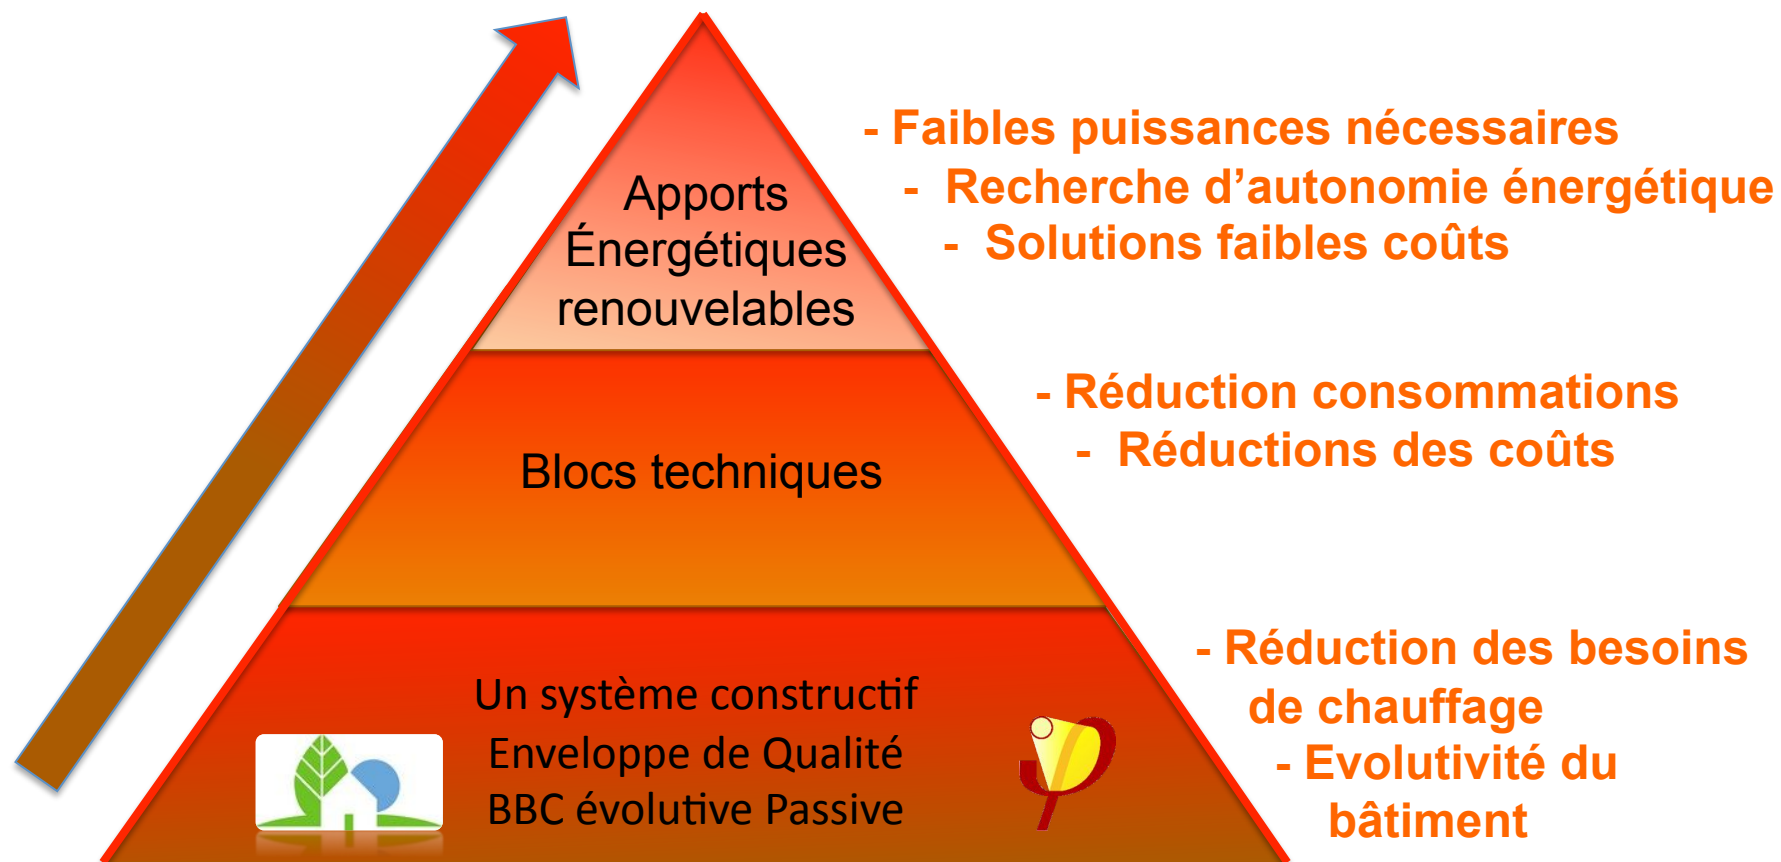 - Faibles puissances nécessaires
- Recherche d’autonomie énergétique
- Solutions faibles coûts
Apports
Énergétiques
renouvelables
- Réduction consommations
- Réductions des coûts
Blocs techniques
- Réduction des besoins
de chauffage
- Evolutivité du
bâtiment
Un système constructif
Enveloppe de Qualité
BBC évolutive Passive